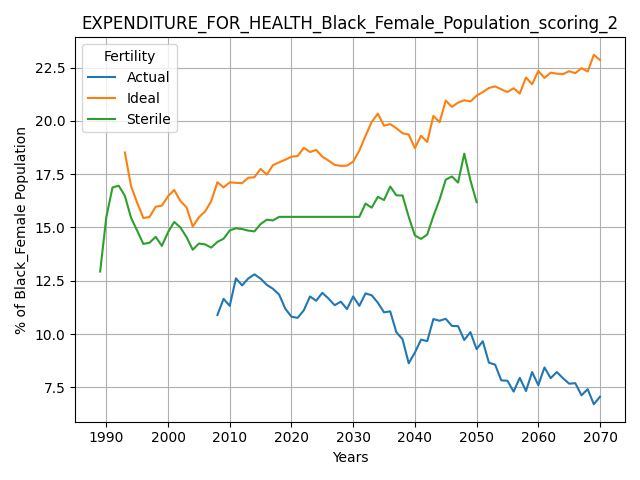 EXPENDITURE_FOR_HEALTH_Black_Female_Population_scoring_2
Fertility
Actual
Ideal
Sterile
% of Black_Female Population
22.5
20.0
17.5
15.0
12.5
10.0
7.5
1990 2000 2010 2020 2030 2040 2050 2060 2070
Years